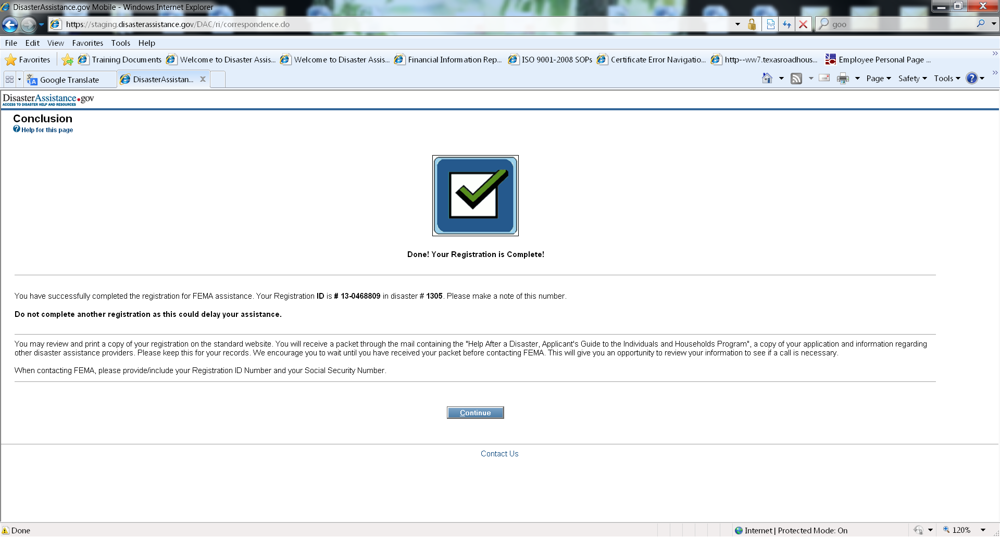 DisasterAssistance.gov Mobile - Windows Internet Explorer
https://staging.disasterassistance.gov/DAC/ri/correspondence.do
goo
File Edit View Favorites Tools Help
Favorites Training Documents Welcome to Disaster Assis... Welcome to Disaster Assis... Financial Information Rep... ISO 9001-2008 SOPs Certificate Error Navigatio... http--ww7.texasroadhous... Employee Personal Page ...
Google Translate DisasterAssistan... Page Safety Tools
DisasterAssistance.gov
ACCESS TO DISASTER HELP AND RESOURCES
Conclusion
Help for this page
Done! Your Registration is Complete!
You have successfully completed the registration for FEMA assistance. Your Registration ID is # 13-0468809 in disaster # 1305. Please make a note of this number.
Do not complete another registration as this could delay your assistance.
You may review and print a copy of your registration on the standard website. You will receive a packet through the mail containing the "Help After a Disaster, Applicant's Guide to the Individuals and Households Program", a copy of your application and information regarding
other disaster assistance providers. Please keep this for your records. We encourage you to wait until you have received your packet before contacting FEMA. This will give you an opportunity to review your information to see if a call is necessary.
When contacting FEMA, please provide/include your Registration ID Number and your Social Security Number.
Continue
Contact Us
Done Internet | Protected Mode: On 120%